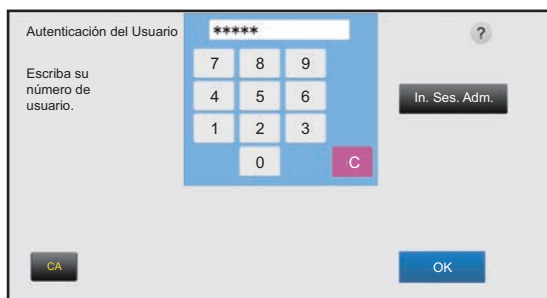 Autenticación del Usuario
*****
?
Escriba su
número de
usuario.
7 8 9
4 5 6
1 2 3
0 C
In. Ses. Adm.
CA
OK